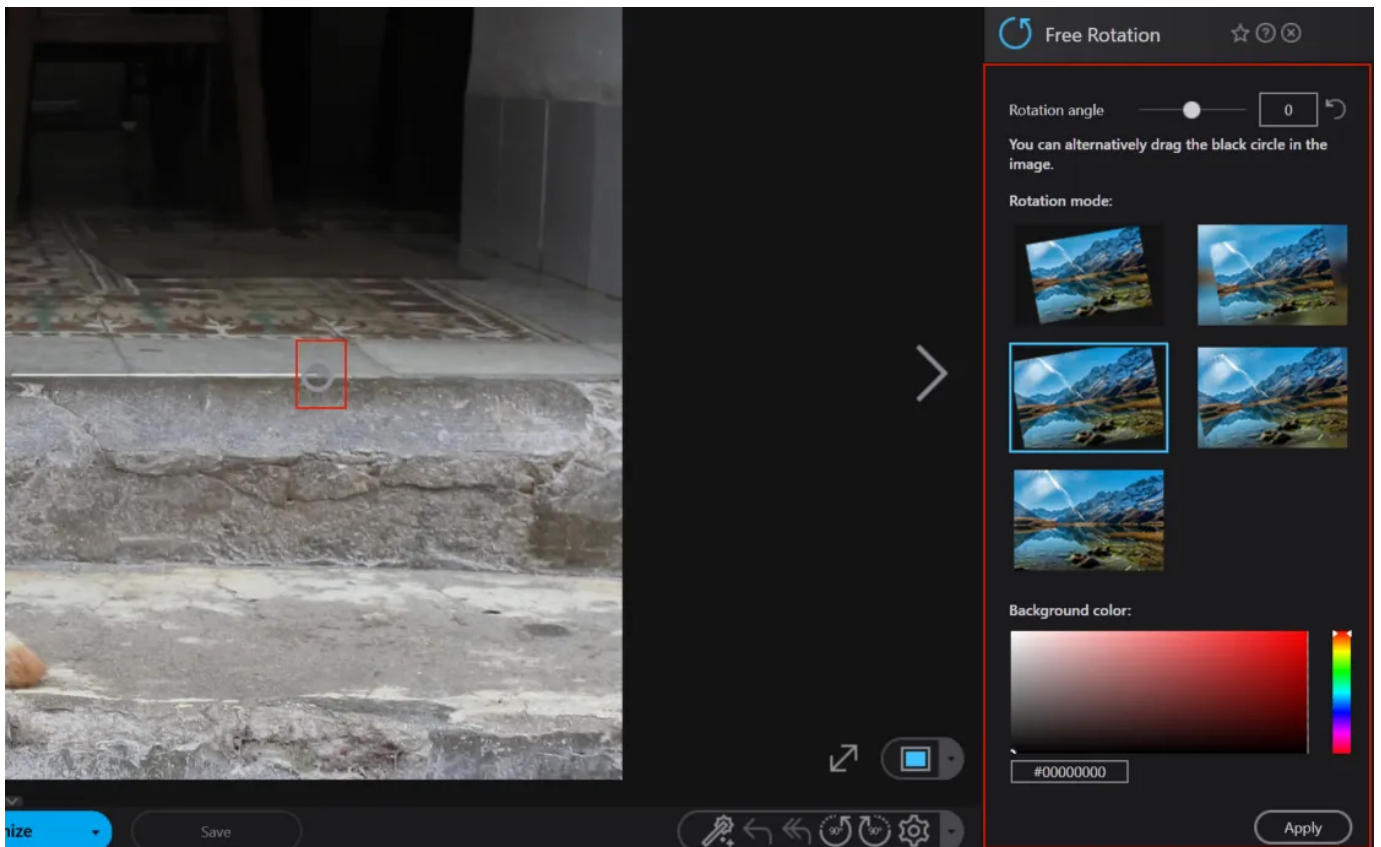 Free Rotation
Rotation angle 0
You can alternatively drag the black circle in the
image.
Rotation mode:
Background color:
#00000000
Apply
Save
90° 90°